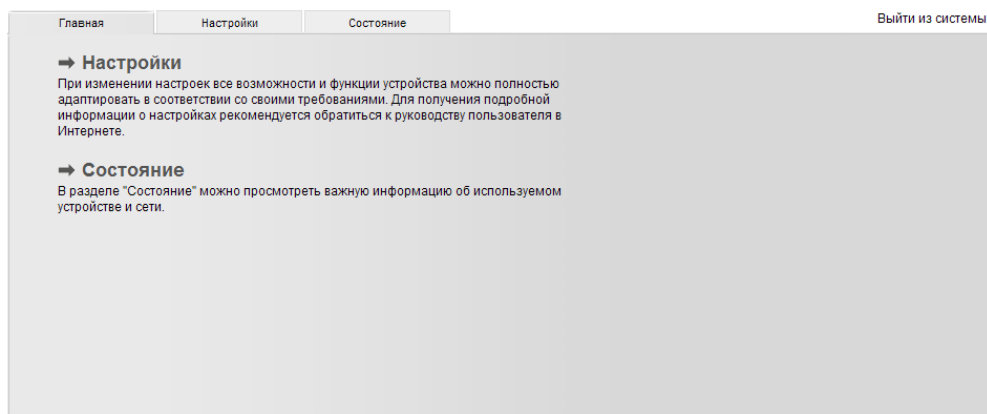 Главная
Настройки
Состояние
Выйти из системы
➡ Настройки
При изменении настроек все возможности и функции устройства можно полностью
адаптировать в соответствии со своими требованиями. Для получения подробной
информации о настройках рекомендуется обратиться к руководству пользователя в
Интернете.
➡ Состояние
В разделе "Состояние" можно просмотреть важную информацию об используемом
устройстве и сети.